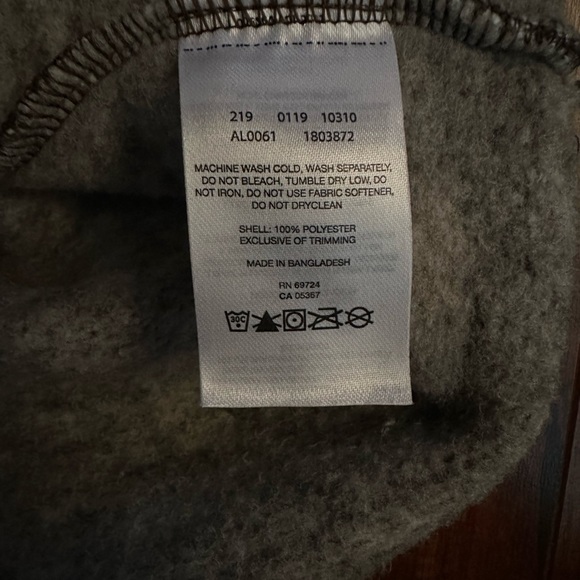 219 0119 10310
AL0061 1803872
MACHINE WASH COLD, WASH SEPARATELY,
DO NOT BLEACH, TUMBLE DRY LOW, DO
NOT IRON, DO NOT USE FABRIC SOFTENER,
DO NOT DRYCLEAN
SHELL: 100% POLYESTER
EXCLUSIVE OF TRIMMING
MADE IN BANGLADESH
RN 69724
CA 05367
30C